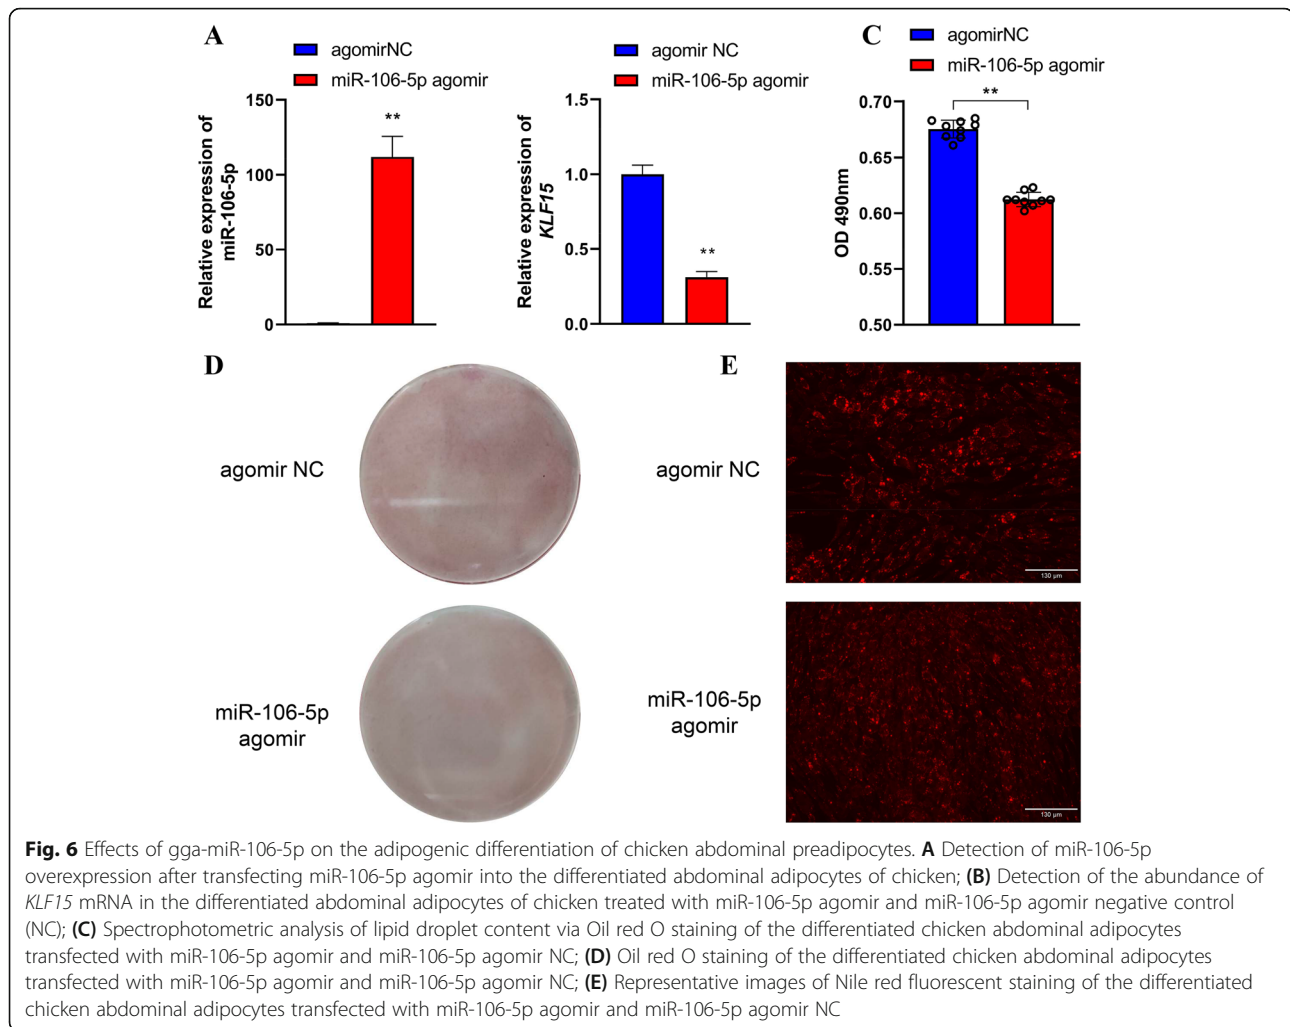 A
agomirNC
miR-106-5p agomir
Relative expression of
miR-106-5p
150
100
50
0
**
agomir NC
miR-106-5p agomir
Relative expression of
KLF15
1.5
1.0
0.5
0.0
**
C
agomirNC
miR-106-5p agomir
OD 490nm
0.70
0.65
0.60
0.55
0.50
**
D
agomir NC
miR-106-5p
agomir
E
agomir NC
130 µm
miR-106-5p
agomir
130 µm
Fig. 6 Effects of gga-miR-106-5p on the adipogenic differentiation of chicken abdominal preadipocytes. A Detection of miR-106-5p
overexpression after transfecting miR-106-5p agomir into the differentiated abdominal adipocytes of chicken; (B) Detection of the abundance of
KLF15 mRNA in the differentiated abdominal adipocytes of chicken treated with miR-106-5p agomir and miR-106-5p agomir negative control
(NC); (C) Spectrophotometric analysis of lipid droplet content via Oil red O staining of the differentiated chicken abdominal adipocytes
transfected with miR-106-5p agomir and miR-106-5p agomir NC; (D) Oil red O staining of the differentiated chicken abdominal adipocytes
transfected with miR-106-5p agomir and miR-106-5p agomir NC; (E) Representative images of Nile red fluorescent staining of the differentiated
chicken abdominal adipocytes transfected with miR-106-5p agomir and miR-106-5p agomir NC